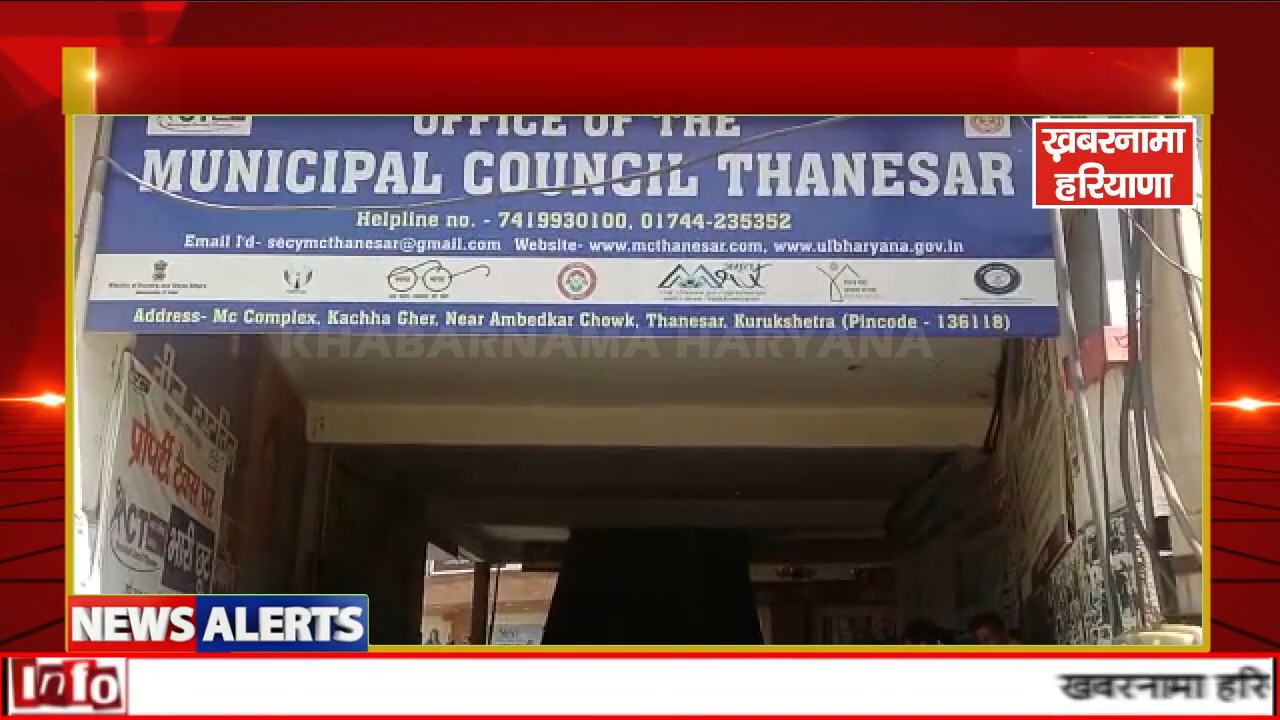 OFFICE OF THE
MUNICIPAL COUNCIL THANESAR
Helpline no. - 7419930100, 01744-235352
Email I'd- secymcthanesar@gmail.com Website- www.mcthanesar.com, www.ulbharyana.gov.in
Address- Mc Complex, Kachha Gher, Near Ambedkar Chowk, Thanesar, Kurukshetra (Pincode - 136118)
ख़बरनामा
हरियाणा
KHABARNAMA HARYANA
प्रोपर्टी टैक्स पर
भारी छूट
NEWS ALERTS
Info
खबरनामा हरि